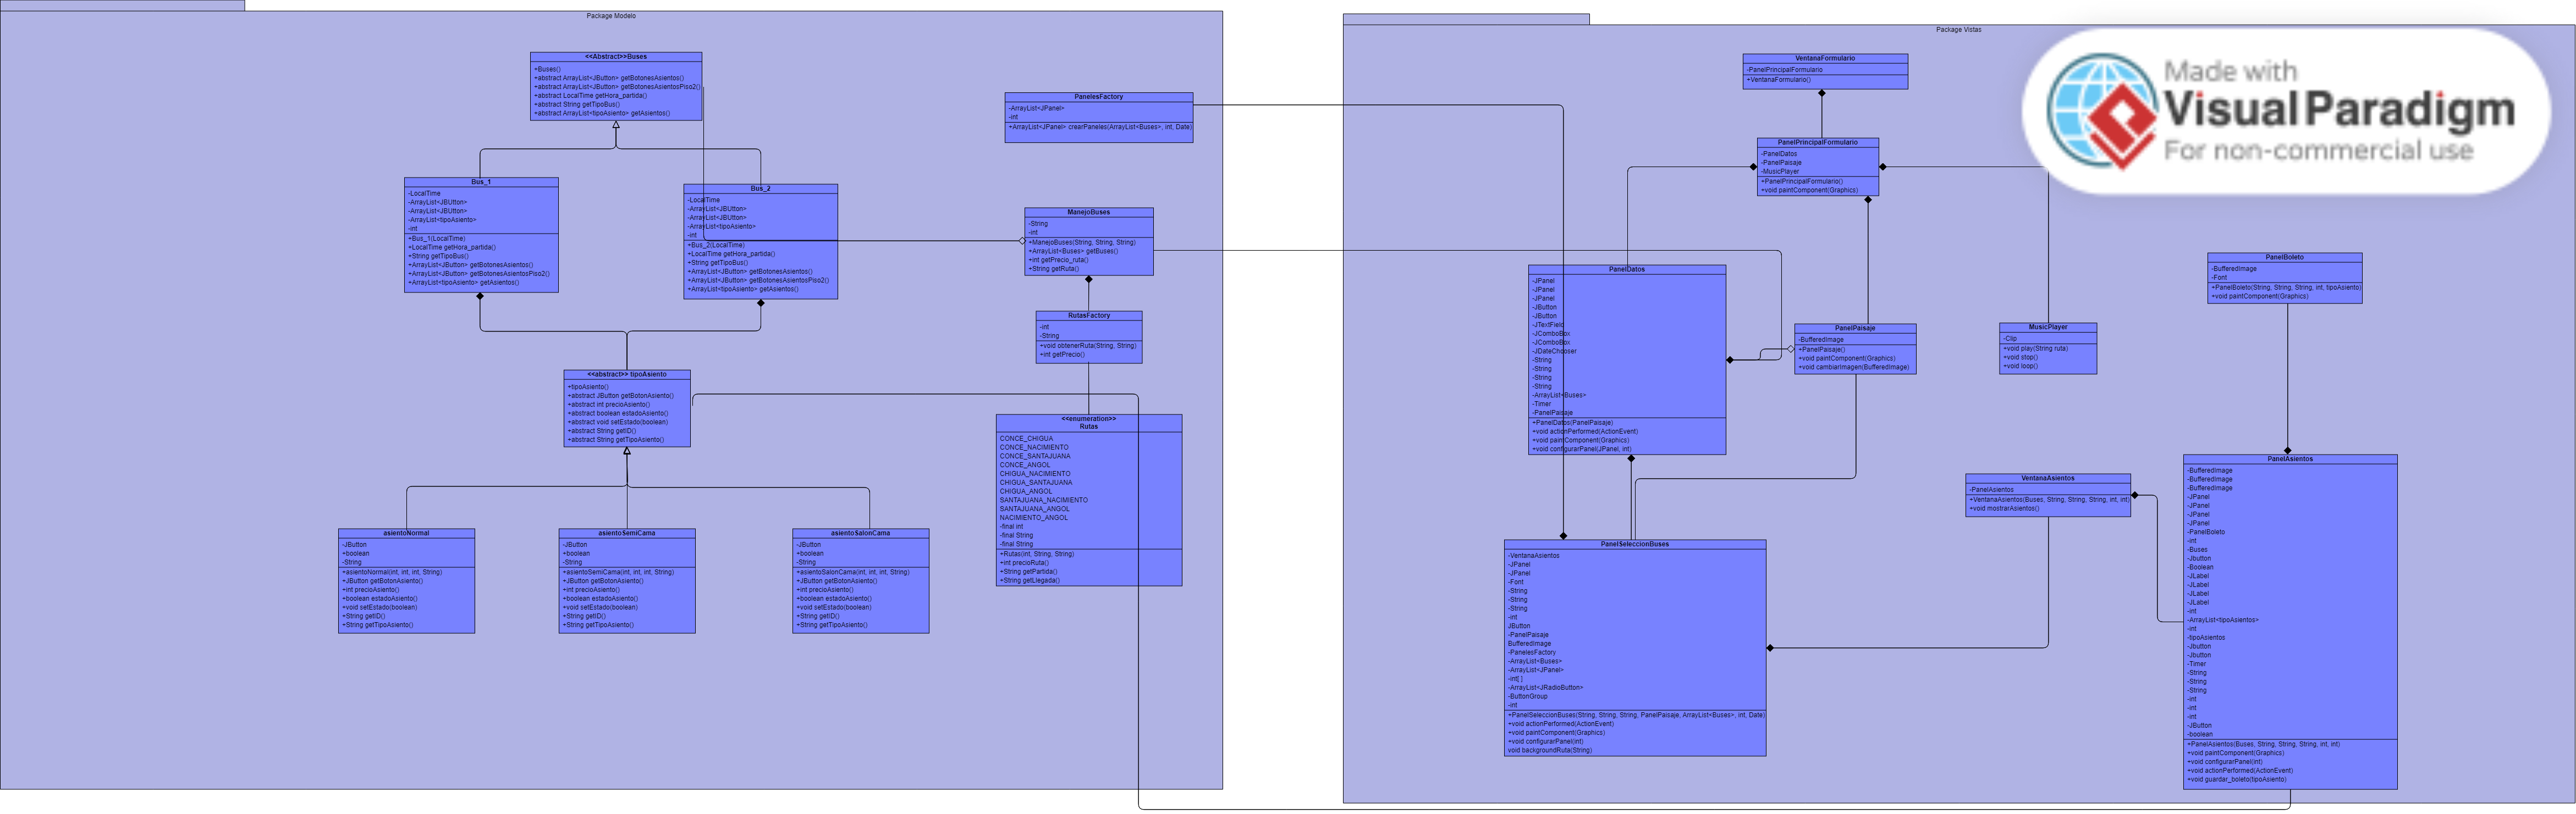 Package Modelo
<<Abstract>>Buses
+Buses()
+abstract ArrayList<JButton> getBotonesAsientos()
+abstract ArrayList<JButton> getBotonesAsientosPiso2()
+abstract LocalTime getHora_partida()
+abstract String getTipoBus()
+abstract ArrayList<tipoAsiento> getAsientos()
Bus_1
-LocalTime
-ArrayList<JBUtton>
-ArrayList<JBUtton>
-ArrayList<tipoAsiento>
-int
+Bus_1(LocalTime)
+LocalTime getHora_partida()
+String getTipoBus()
+ArrayList<JButton> getBotonesAsientos()
+ArrayList<JButton> getBotonesAsientosPiso2()
+ArrayList<tipoAsiento> getAsientos()
Bus_2
-LocalTime
-ArrayList<JBUtton>
-ArrayList<JBUtton>
-ArrayList<tipoAsiento>
-int
+Bus_2(LocalTime)
+LocalTime getHora_partida()
+String getTipoBus()
+ArrayList<JButton> getBotonesAsientos()
+ArrayList<JButton> getBotonesAsientosPiso2()
+ArrayList<tipoAsiento> getAsientos()
<<abstract>> tipoAsiento
+tipoAsiento()
+abstract JButton getBotonAsiento()
+abstract int precioAsiento()
+abstract boolean estadoAsiento()
+abstract void setEstado(boolean)
+abstract String getID()
+abstract String getTipoAsiento()
asientoNormal
-JButton
+boolean
-String
+asientoNormal(int, int, int, String)
+JButton getBotonAsiento()
+int precioAsiento()
+boolean estadoAsiento()
+void setEstado(boolean)
+String getID()
+String getTipoAsiento()
asientoSemiCama
-JButton
+boolean
-String
+asientoSemiCama(int, int, int, String)
+JButton getBotonAsiento()
+int precioAsiento()
+boolean estadoAsiento()
+void setEstado(boolean)
+String getID()
+String getTipoAsiento()
asientoSalonCama
-JButton
+boolean
-String
+asientoSalonCama(int, int, int, String)
+JButton getBotonAsiento()
+int precioAsiento()
+boolean estadoAsiento()
+void setEstado(boolean)
+String getID()
+String getTipoAsiento()
PanelesFactory
-ArrayList<JPanel>
-int
+ArrayList<JPanel> crearPaneles(ArrayList<Buses>, int, Date)
ManejoBuses
-String
-int
+ManejoBuses(String, String, String)
+ArrayList<Buses> getBuses()
+int getPrecio_ruta()
+String getRuta()
RutasFactory
-int
-String
+void obtenerRuta(String, String)
+int getPrecio()
<<enumeration>>
Rutas
CONCE_CHIGUA
CONCE_NACIMIENTO
CONCE_SANTAJUANA
CONCE_ANGOL
CHIGUA_NACIMIENTO
CHIGUA_SANTAJUANA
CHIGUA_ANGOL
SANTAJUANA_NACIMIENTO
SANTAJUANA_ANGOL
NACIMIENTO_ANGOL
-final int
-final String
-final String
+Rutas(int, String, String)
+int precioRuta()
+String getPartida()
+String getLlegada()
Package Vistas
VentanaFormulario
-PanelPrincipalFormulario
+VentanaFormulario()
PanelPrincipalFormulario
-PanelDatos
-PanelPaisaje
-MusicPlayer
+PanelPrincipalFormulario()
+void paintComponent(Graphics)
PanelDatos
-JPanel
-JPanel
-JPanel
-JButton
-JButton
-JTextField
-JComboBox
-JComboBox
-JDateChooser
-String
-String
-String
-String
-ArrayList<Buses>
-Timer
-PanelPaisaje
+PanelDatos(PanelPaisaje)
+void actionPerformed(ActionEvent)
+void paintComponent(Graphics)
+void configurarPanel(JPanel, int)
PanelPaisaje
-BufferedImage
+PanelPaisaje()
+void paintComponent(Graphics)
+void cambiarImagen(BufferedImage)
MusicPlayer
-Clip
+void play(String ruta)
+void stop()
+void loop()
PanelBoleto
-BufferedImage
-Font
+PanelBoleto(String, String, String, int, tipoAsiento)
+void paintComponent(Graphics)
VentanaAsientos
-PanelAsientos
+VentanaAsientos(Buses, String, String, String, int, int)
+void mostrarAsientos()
PanelSeleccionBuses
-VentanaAsientos
-JPanel
-JPanel
-Font
-String
-String
-String
-int
JButton
-PanelPaisaje
BufferedImage
-PanelesFactory
-ArrayList<Buses>
-ArrayList<JPanel>
-int[ ]
-ArrayList<JRadioButton>
-ButtonGroup
-int
+PanelSeleccionBuses(String, String, String, PanelPaisaje, ArrayList<Buses>, int, Date)
+void actionPerformed(ActionEvent)
+void paintComponent(Graphics)
+void configurarPanel(int)
void backgroundRuta(String)
PanelAsientos
-BufferedImage
-BufferedImage
-BufferedImage
-JPanel
-JPanel
-JPanel
-JPanel
-PanelBoleto
-int
-Buses
-Jbutton
-Boolean
-JLabel
-JLabel
-JLabel
-JLabel
-int
-ArrayList<tipoAsientos>
-int
-tipoAsientos
-Jbutton
-Jbutton
-Timer
-String
-String
-String
-int
-int
-int
-JButton
-boolean
+PanelAsientos(Buses, String, String, String, int, int)
+void paintComponent(Graphics)
+void configurarPanel(int)
+void actionPerformed(ActionEvent)
+void guardar_boleto(tipoAsiento)
Made with
Visual Paradigm
For non-commercial use